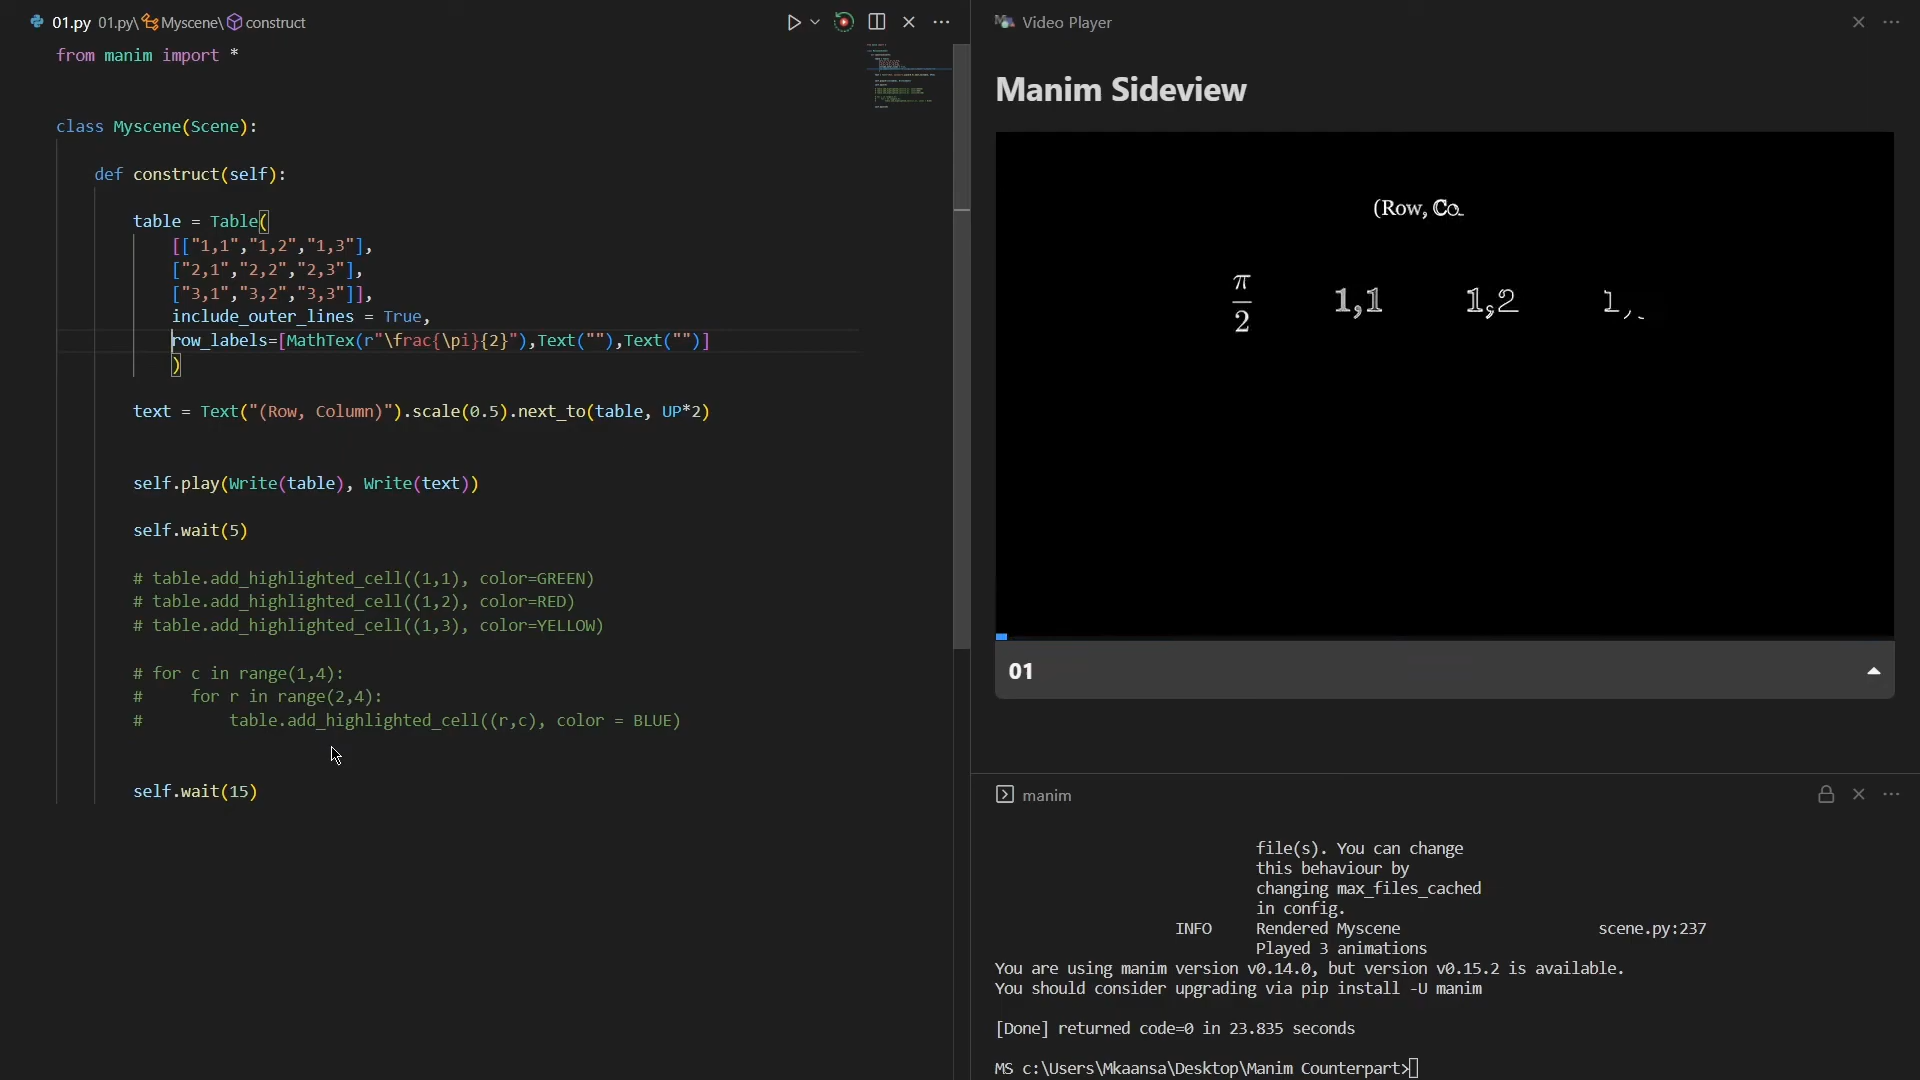 01.py 01.py\ Myscene\ construct
from manim import *
class Myscene(Scene):
def construct(self):
table = Table(
[["1,1","1,2","1,3"],
["2,1","2,2","2,3"],
["3,1","3,2","3,3"]],
include_outer_lines = True,
row_labels=[MathTex(r"\frac{\pi}{2}"),Text(""),Text("")]
)
text = Text("(Row, Column)").scale(0.5).next_to(table, UP*2)
self.play(Write(table), Write(text))
self.wait(5)
# table.add_highlighted_cell((1,1), color=GREEN)
# table.add_highlighted_cell((1,2), color=RED)
# table.add_highlighted_cell((1,3), color=YELLOW)
# for c in range(1,4):
#     for r in range(2,4):
#         table.add_highlighted_cell((r,c), color = BLUE)
self.wait(15)
Video Player
Manim Sideview
(Row, Co
π/2 1,1 1,2 1,
01
manim
file(s). You can change
this behaviour by
changing max_files_cached
in config.
INFO Rendered Myscene scene.py:237
Played 3 animations
You are using manim version v0.14.0, but version v0.15.2 is available.
You should consider upgrading via pip install -U manim
[Done] returned code=0 in 23.835 seconds
MS c:\Users\Mkaansa\Desktop\Manim Counterpart>